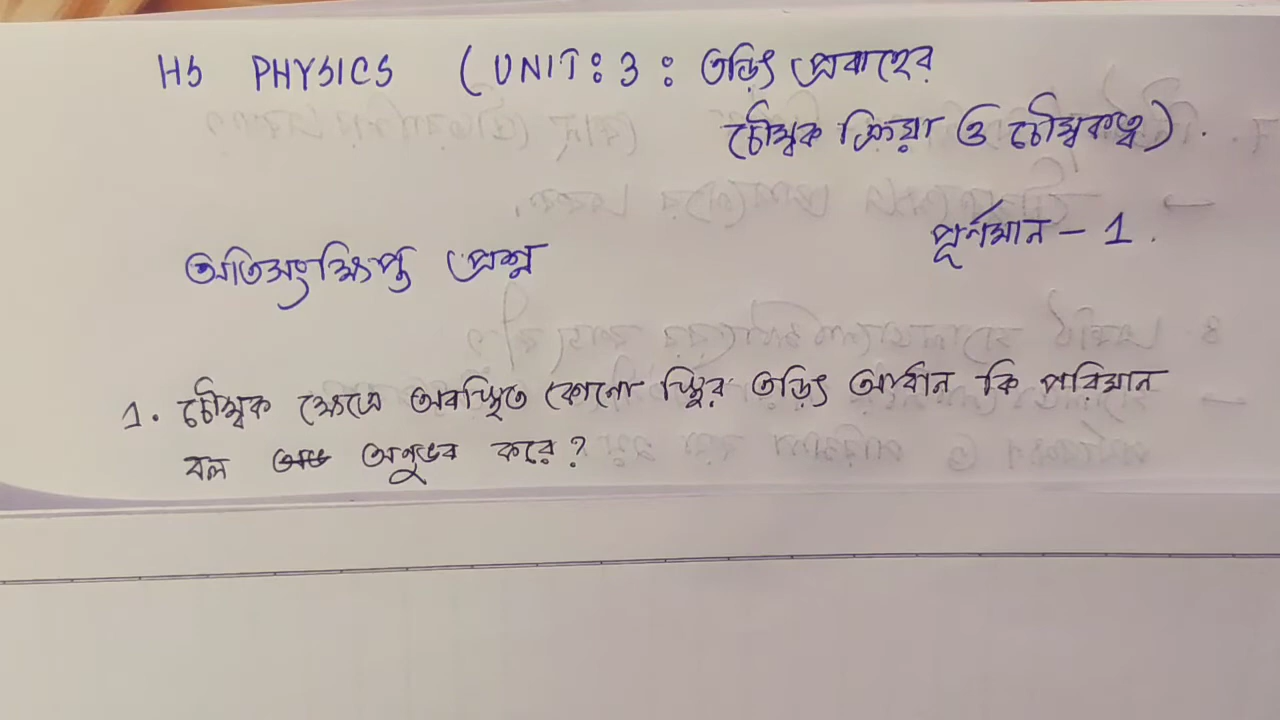 HS PHYSICS (UNIT: 3 : তড়িৎ প্রবাহের
চৌম্বক ক্রিয়া ও চৌম্বকত্ব).
অতিসংক্ষিপ্ত প্রশ্ন
পূর্ণমান - 1.
1. চৌম্বক ক্ষেত্রে অবস্থিত কোনো স্থির তড়িৎ আধান কি পরিমান
বল অনুভব করে?